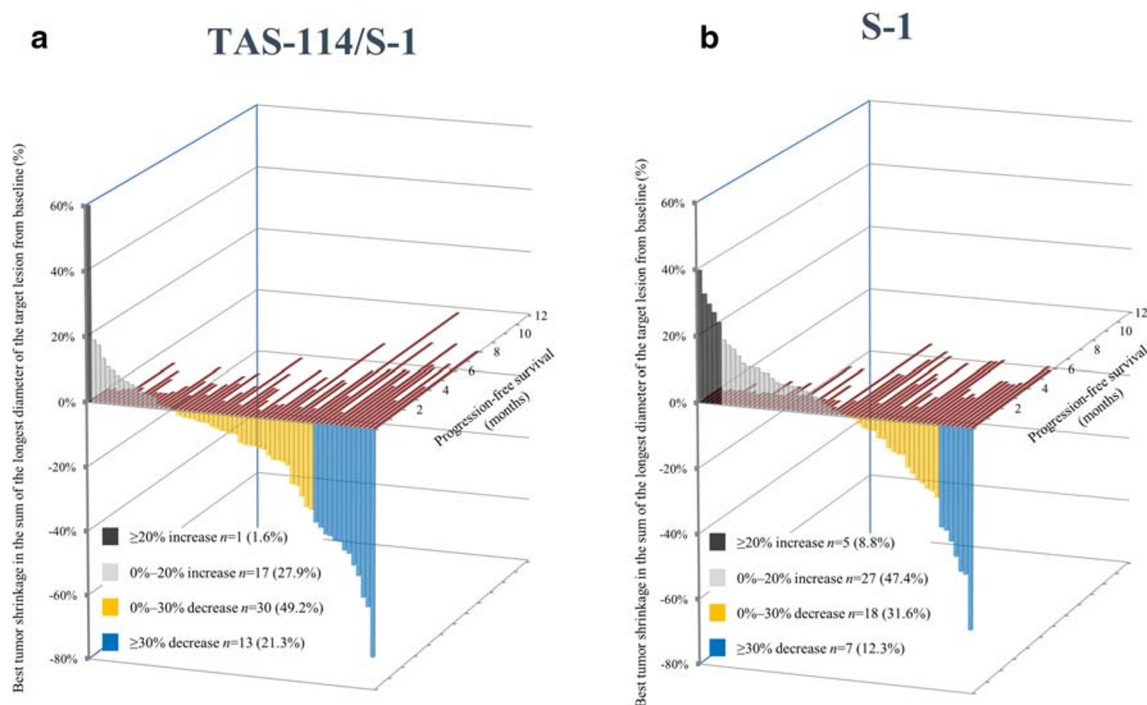 a
TAS-114/S-1
Best tumor shrinkage in the sum of the longest diameter of the target lesion from baseline (%)
60%
40%
20%
0%
-20%
-40%
-60%
-80%
12
10
8
6
4
2
Progression-free survival
(months)
≥20% increase n=1 (1.6%)
0%–20% increase n=17 (27.9%)
0%–30% decrease n=30 (49.2%)
≥30% decrease n=13 (21.3%)
b
S-1
Best tumor shrinkage in the sum of the longest diameter of the target lesion from baseline (%)
60%
40%
20%
0%
-20%
-40%
-60%
-80%
12
10
8
6
4
2
Progression-free survival
(months)
≥20% increase n=5 (8.8%)
0%–20% increase n=27 (47.4%)
0%–30% decrease n=18 (31.6%)
≥30% decrease n=7 (12.3%)